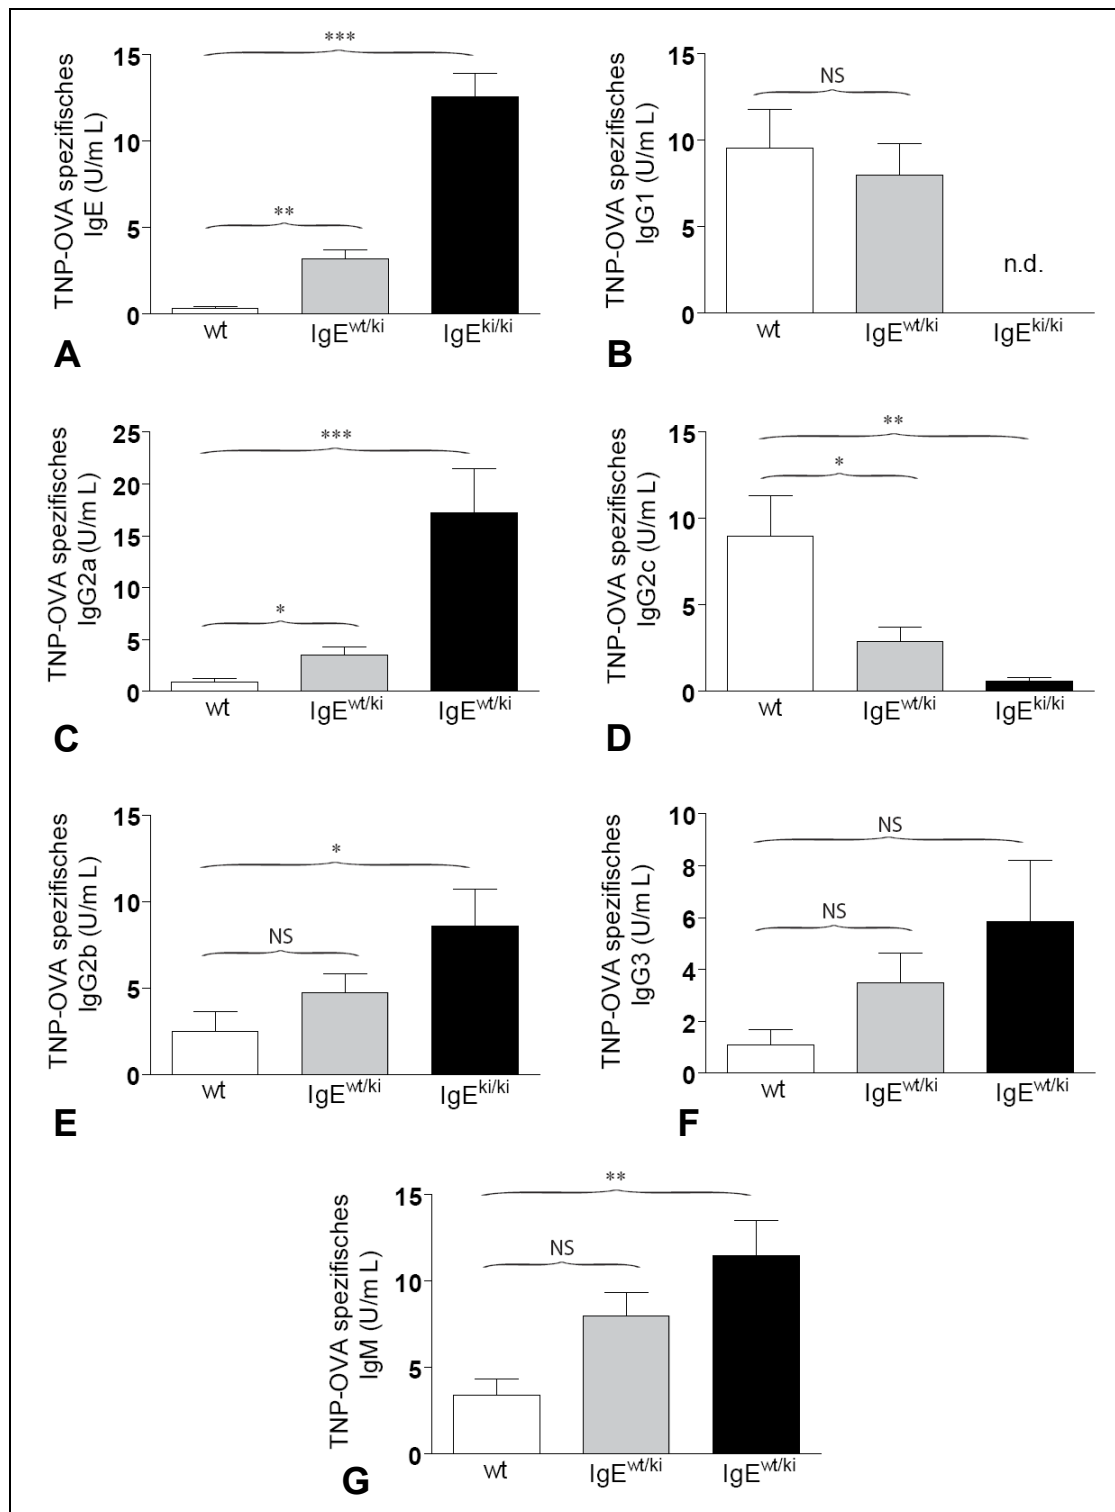 ***
15
10
5
0
TNP-OVA spezifisches
IgE (U/m L)
**
wt
IgE^wt/ki
IgE^ki/ki
A
NS
15
10
5
0
TNP-OVA spezifisches
IgG1 (U/m L)
n.d.
wt
IgE^wt/ki
IgE^ki/ki
B
***
25
20
15
10
5
0
TNP-OVA spezifisches
IgG2a (U/m L)
*
wt
IgE^wt/ki
IgE^wt/ki
C
**
*
15
10
5
0
TNP-OVA spezifisches
IgG2c (U/m L)
wt
IgE^wt/ki
IgE^ki/ki
D
*
NS
15
10
5
0
TNP-OVA spezifisches
IgG2b (U/m L)
wt
IgE^wt/ki
IgE^ki/ki
E
NS
NS
10
8
6
4
2
0
TNP-OVA spezifisches
IgG3 (U/m L)
wt
IgE^wt/ki
IgE^wt/ki
F
**
NS
15
10
5
0
TNP-OVA spezifisches
IgM (U/m L)
wt
IgE^wt/ki
IgE^wt/ki
G